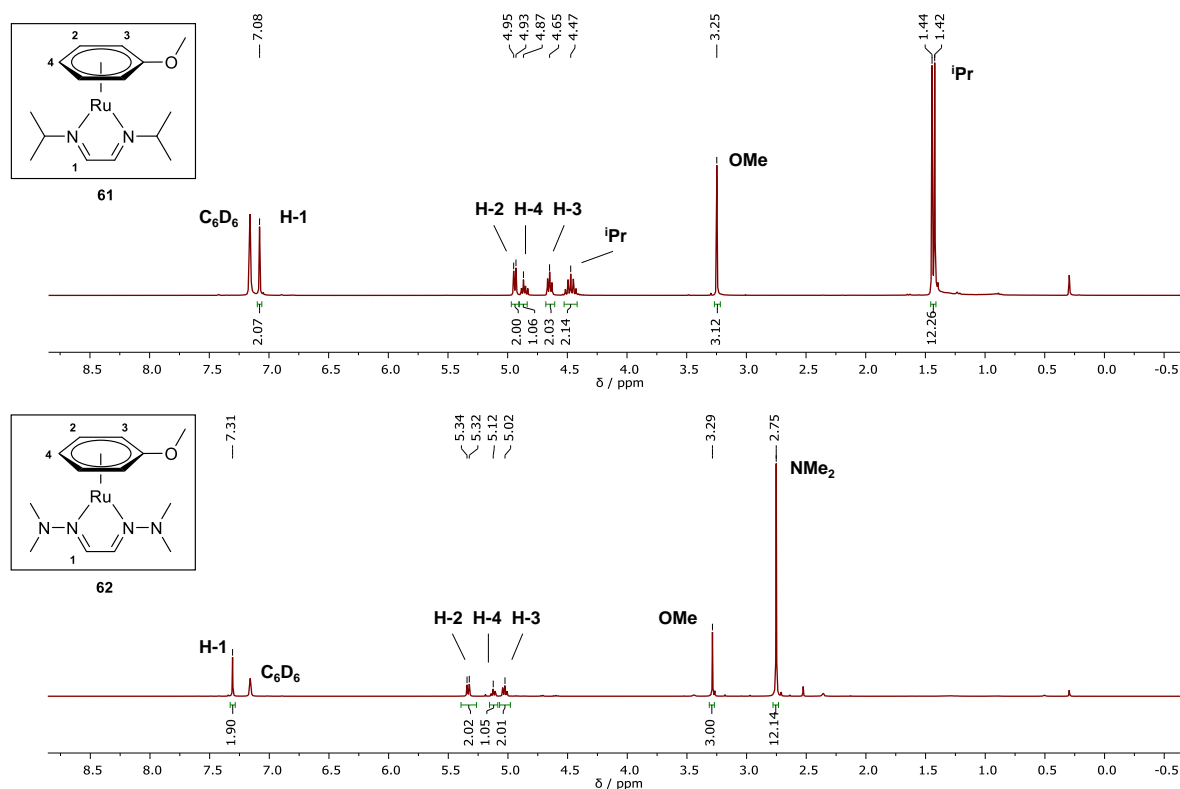 7.08
4.95
4.93
4.87
4.65
4.47
3.25
1.44
1.42
2
3
4
O
Ru
N
N
1
61
C6D6
H-1
H-2
H-4
H-3
iPr
OMe
iPr
2.07
2.00
1.06
2.03
2.14
3.12
12.26
8.5 8.0 7.5 7.0 6.5 6.0 5.5 5.0 4.5 4.0 3.5 3.0 2.5 2.0 1.5 1.0 0.5 0.0 -0.5
δ / ppm
7.31
5.34
5.32
5.12
5.02
3.29
2.75
2
3
4
O
Ru
N
N
N
N
1
62
H-1
C6D6
H-2
H-4
H-3
OMe
NMe2
1.90
2.02
1.05
2.01
3.00
12.14
8.5 8.0 7.5 7.0 6.5 6.0 5.5 5.0 4.5 4.0 3.5 3.0 2.5 2.0 1.5 1.0 0.5 0.0 -0.5
δ / ppm